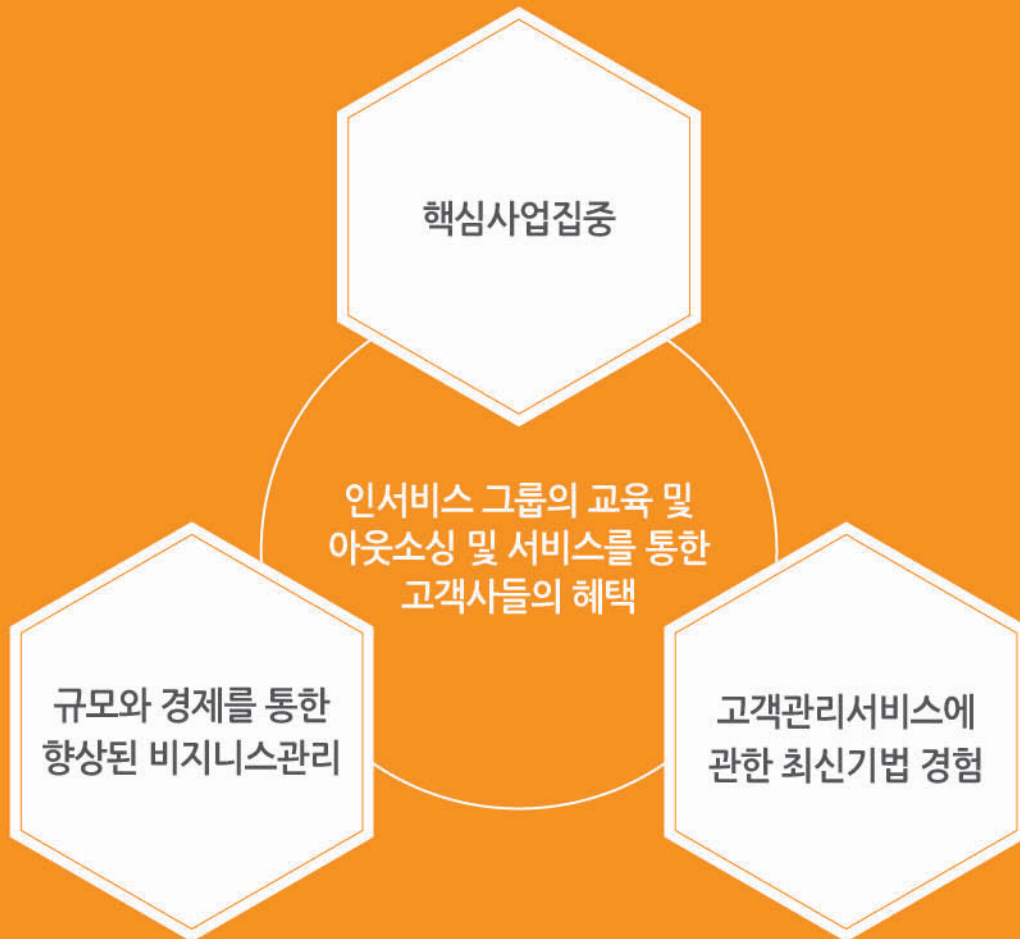 핵심사업집중
인서비스 그룹의 교육 및
아웃소싱 및 서비스를 통한
고객사들의 혜택
규모와 경제를 통한
향상된 비지니스관리
고객관리서비스에
관한 최신기법 경험